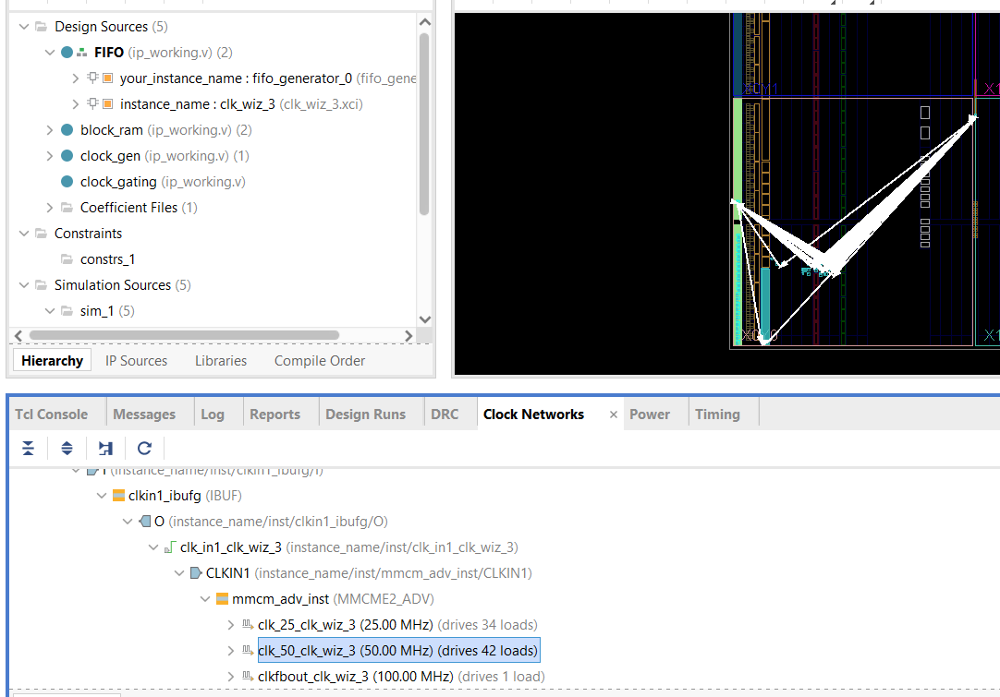 Design Sources (5)
FIFO (ip_working.v) (2)
your_instance_name : fifo_generator_0 (fifo_gene
instance_name : clk_wiz_3 (clk_wiz_3.xci)
block_ram (ip_working.v) (2)
clock_gen (ip_working.v) (1)
clock_gating (ip_working.v)
Coefficient Files (1)
Constraints
constrs_1
Simulation Sources (5)
sim_1 (5)
Hierarchy IP Sources Libraries Compile Order
X1
X0Y0
X1
Tcl Console Messages Log Reports Design Runs DRC Clock Networks × Power Timing
I (instance_name/inst/clkin1_ibufg/I)
clkin1_ibufg (IBUF)
O (instance_name/inst/clkin1_ibufg/O)
clk_in1_clk_wiz_3 (instance_name/inst/clk_in1_clk_wiz_3)
CLKIN1 (instance_name/inst/mmcm_adv_inst/CLKIN1)
mmcm_adv_inst (MMCME2_ADV)
clk_25_clk_wiz_3 (25.00 MHz) (drives 34 loads)
clk_50_clk_wiz_3 (50.00 MHz) (drives 42 loads)
clkfbout_clk_wiz_3 (100.00 MHz) (drives 1 load)